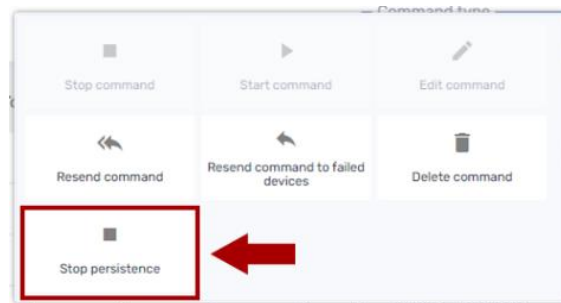 Command type
Stop command
Start command
Edit command
Resend command
Resend command to failed
devices
Delete command
Stop persistence